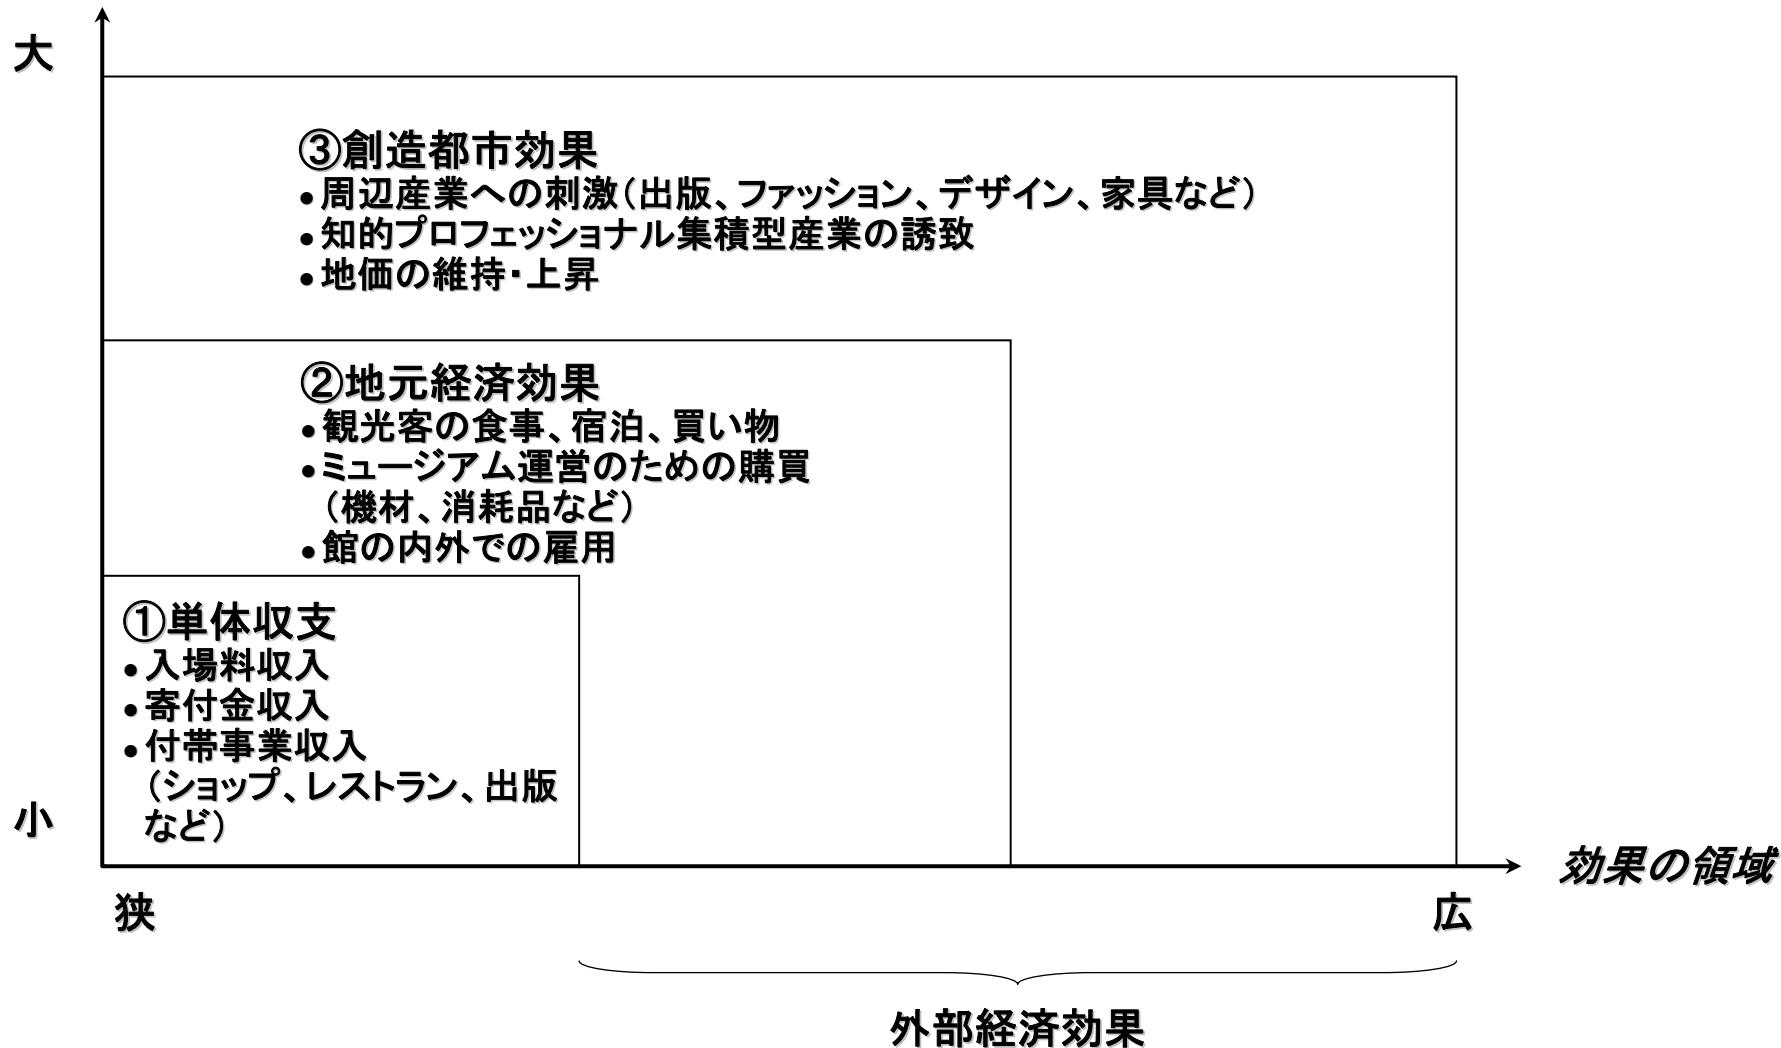 大
③創造都市効果
●周辺産業への刺激（出版、ファッション、デザイン、家具など）
●知的プロフェッショナル集積型産業の誘致
●地価の維持・上昇
②地元経済効果
●観光客の食事、宿泊、買い物
●ミュージアム運営のための購買
（機材、消耗品など）
●館の内外での雇用
①単体収支
●入場料収入
●寄付金収入
●付帯事業収入
（ショップ、レストラン、出版
など）
小
効果の領域
狭
広
外部経済効果